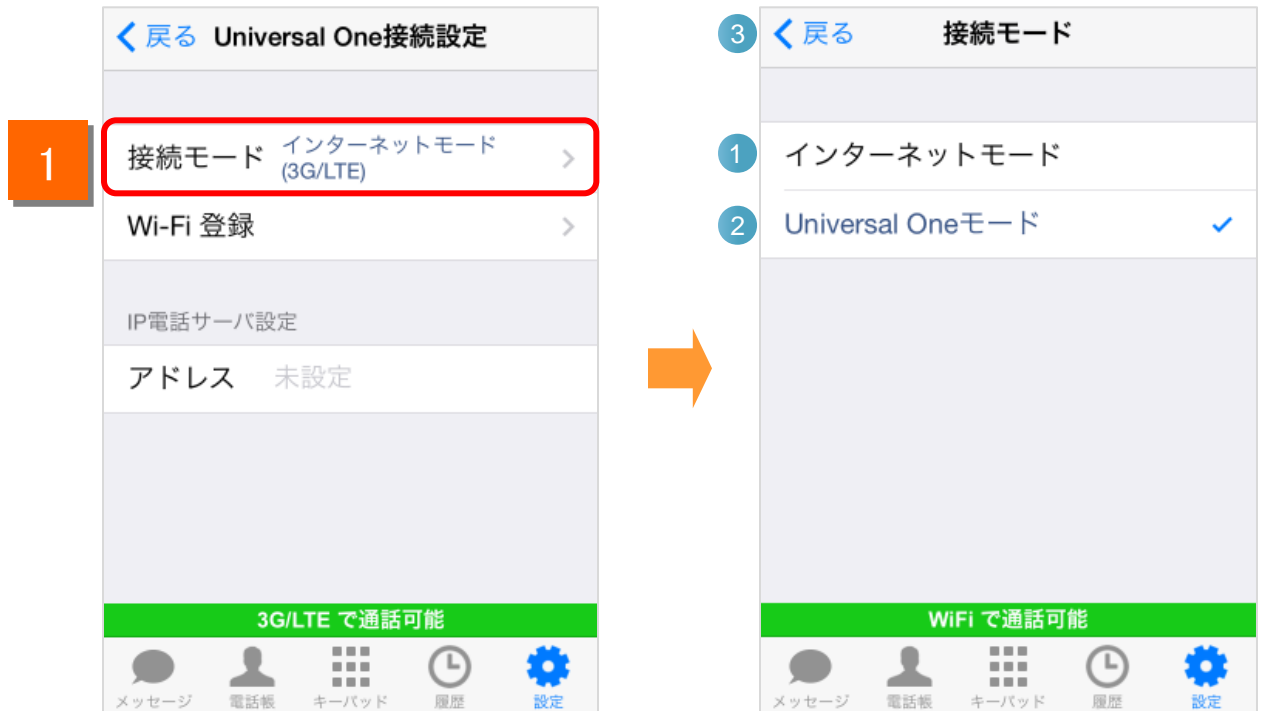 戻る Universal One接続設定
1
接続モード インターネットモード
(3G/LTE)
Wi-Fi 登録
IP電話サーバ設定
アドレス 未設定
3G/LTE で通話可能
メッセージ 電話帳 キーパッド 履歴 設定
3 戻る 接続モード
1 インターネットモード
2 Universal Oneモード
WiFi で通話可能
メッセージ 電話帳 キーパッド 履歴 設定